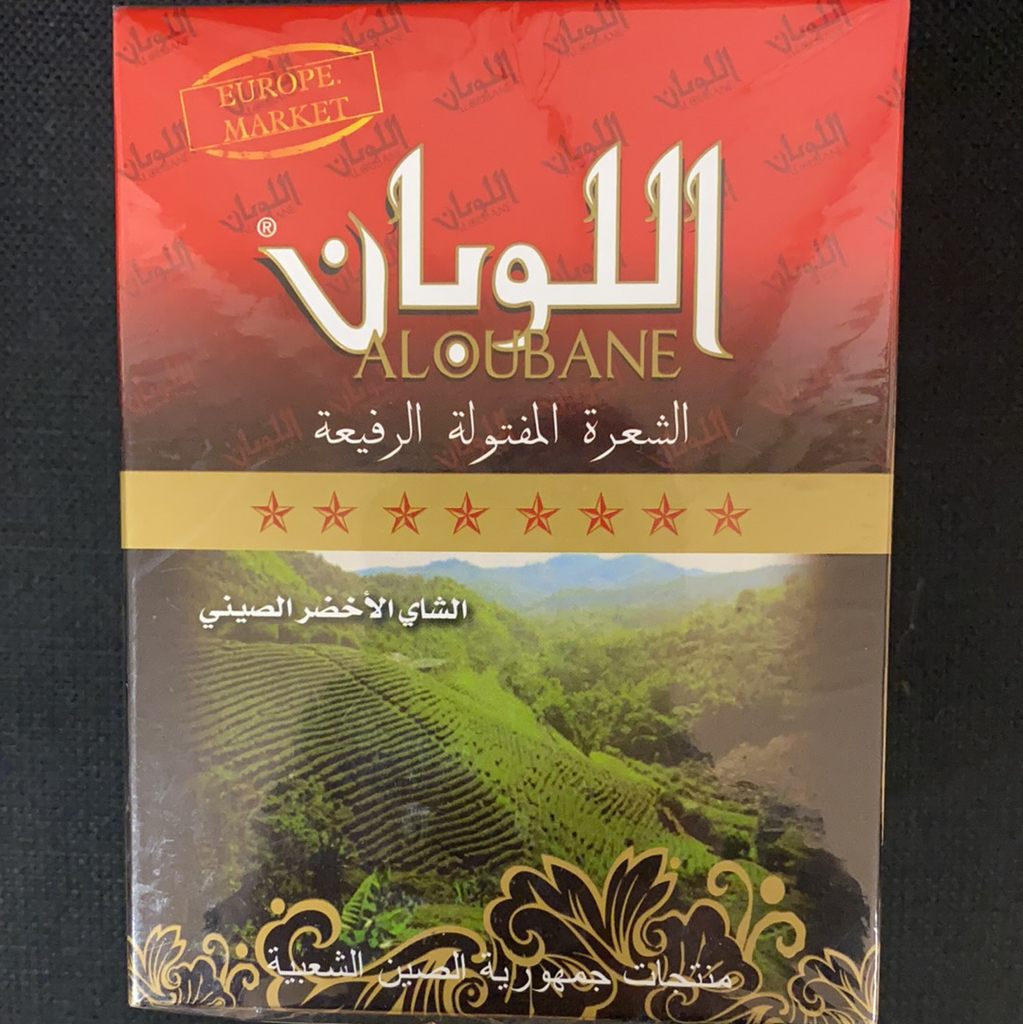 EUROPE.
MARKET
اللوبان®
ALOUBANE
الشعرة المفتولة الرفيعة
الشاي الأخضر الصيني
منتجات جمهورية الصين الشعبية